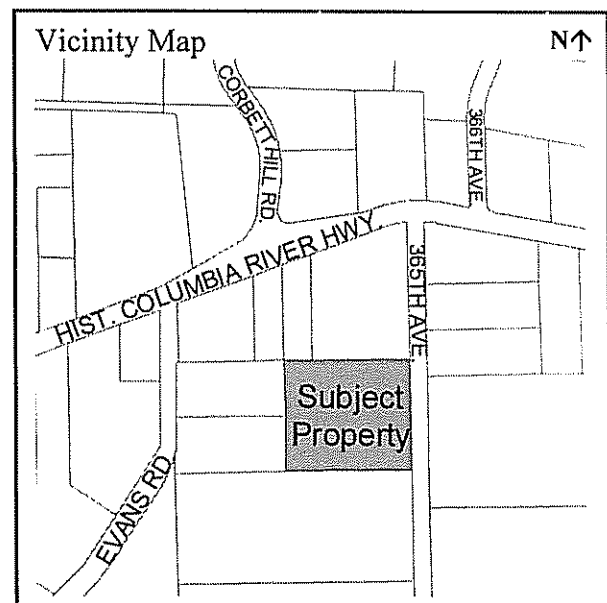 Vicinity Map
N↑
CORBETT HILL RD.
366TH AVE
HIST. COLUMBIA RIVER HWY.
365TH AVE
Subject
Property
EVANS RD.